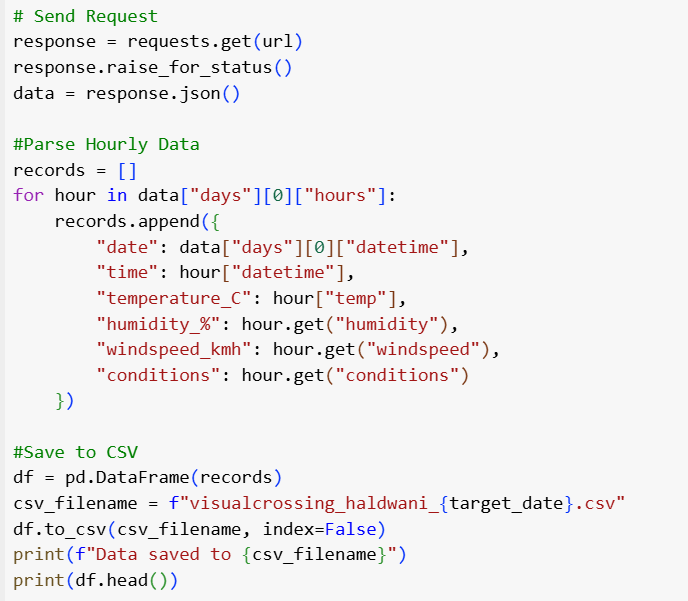 # Send Request
response = requests.get(url)
response.raise_for_status()
data = response.json()

#Parse Hourly Data
records = []
for hour in data["days"][0]["hours"]:
    records.append({
        "date": data["days"][0]["datetime"],
        "time": hour["datetime"],
        "temperature_C": hour["temp"],
        "humidity_%": hour.get("humidity"),
        "windspeed_kmh": hour.get("windspeed"),
        "conditions": hour.get("conditions")
    })

#Save to CSV
df = pd.DataFrame(records)
csv_filename = f"visualcrossing_haldwani_{target_date}.csv"
df.to_csv(csv_filename, index=False)
print(f"Data saved to {csv_filename}")
print(df.head())